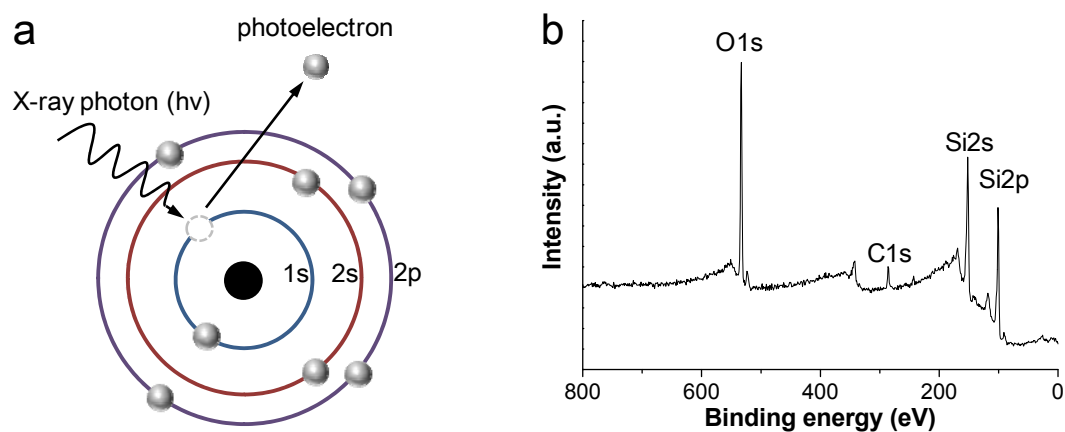 a
photoelectron
X-ray photon (hv)
1s
2s
2p
b
O1s
Si2s
Si2p
C1s
Intensity (a.u.)
800
600
400
200
0
Binding energy (eV)